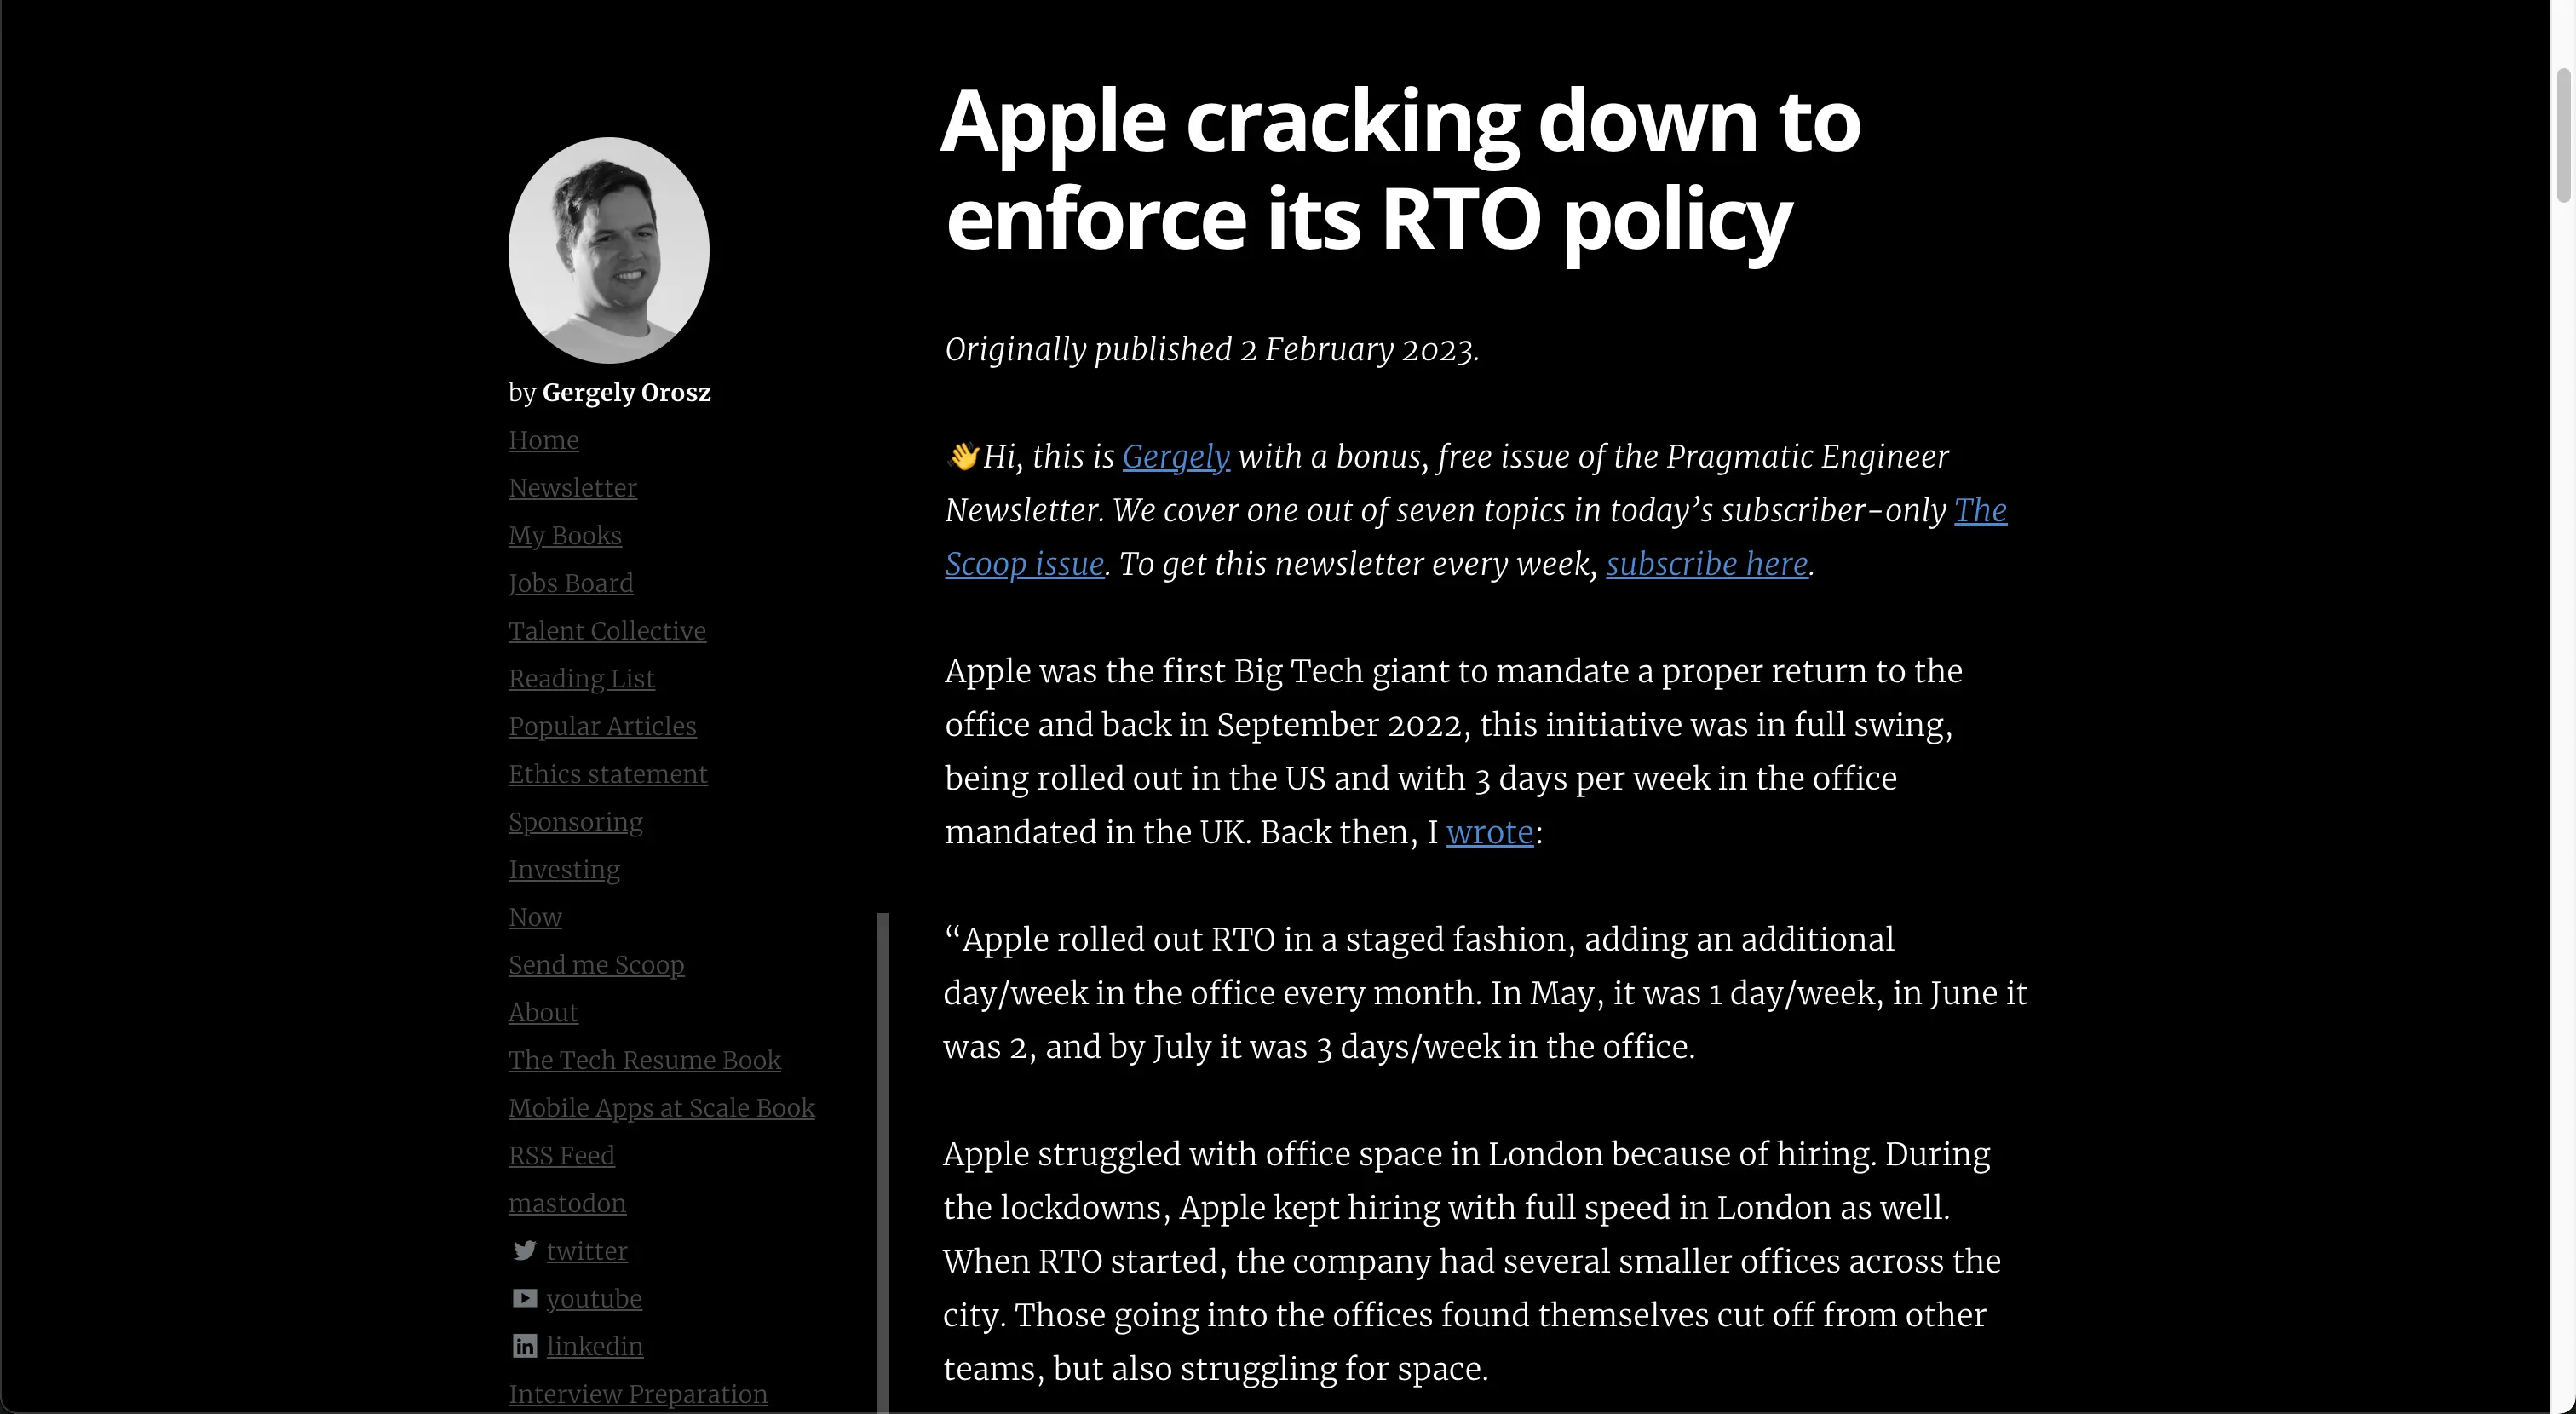 Apple cracking down to
enforce its RTO policy
by Gergely Orosz
Home
Newsletter
My Books
Jobs Board
Talent Collective
Reading List
Popular Articles
Ethics statement
Sponsoring
Investing
Now
Send me Scoop
About
The Tech Resume Book
Mobile Apps at Scale Book
RSS Feed
mastodon
twitter
youtube
in linkedin
Interview Preparation
Originally published 2 February 2023.
👋Hi, this is Gergely with a bonus, free issue of the Pragmatic Engineer
Newsletter. We cover one out of seven topics in today’s subscriber-only The
Scoop issue. To get this newsletter every week, subscribe here.
Apple was the first Big Tech giant to mandate a proper return to the
office and back in September 2022, this initiative was in full swing,
being rolled out in the US and with 3 days per week in the office
mandated in the UK. Back then, I wrote:
“Apple rolled out RTO in a staged fashion, adding an additional
day/week in the office every month. In May, it was 1 day/week, in June it
was 2, and by July it was 3 days/week in the office.
Apple struggled with office space in London because of hiring. During
the lockdowns, Apple kept hiring with full speed in London as well.
When RTO started, the company had several smaller offices across the
city. Those going into the offices found themselves cut off from other
teams, but also struggling for space.